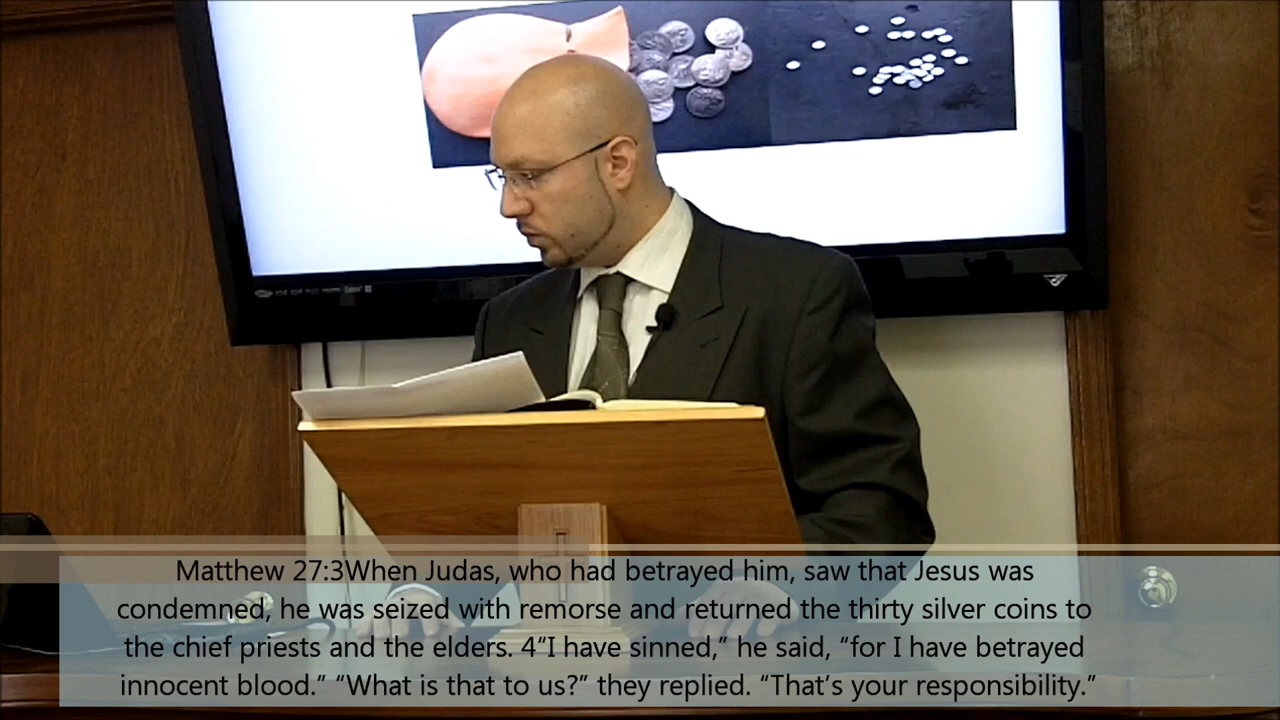 Matthew 27:3When Judas, who had betrayed him, saw that Jesus was
condemned, he was seized with remorse and returned the thirty silver coins to
the chief priests and the elders. 4“I have sinned,” he said, “for I have betrayed
innocent blood.” “What is that to us?” they replied. “That’s your responsibility.”